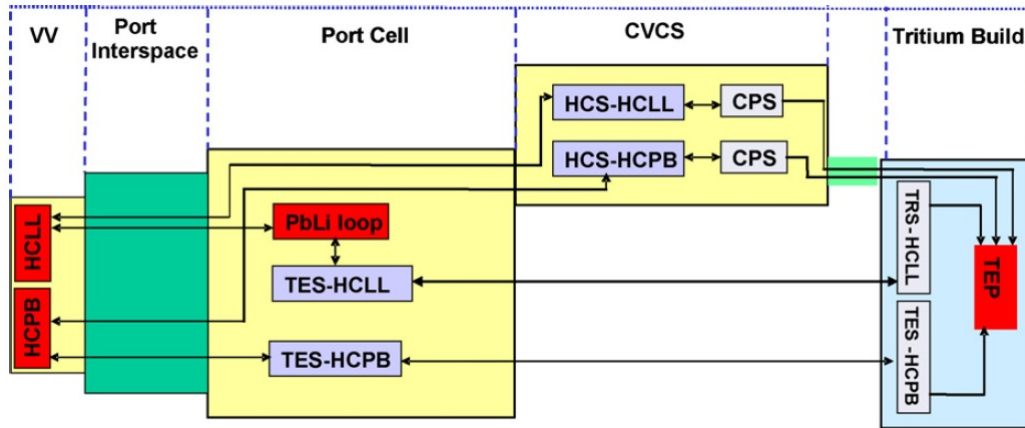 VV
Port
Interspace
Port Cell
CVCS
Tritium Build
HCS-HCLL
CPS
HCS-HCPB
CPS
HCLL
HCPB
PbLi loop
TES-HCLL
TES-HCPB
TRS-HCLL
TES -HCPB
TEP